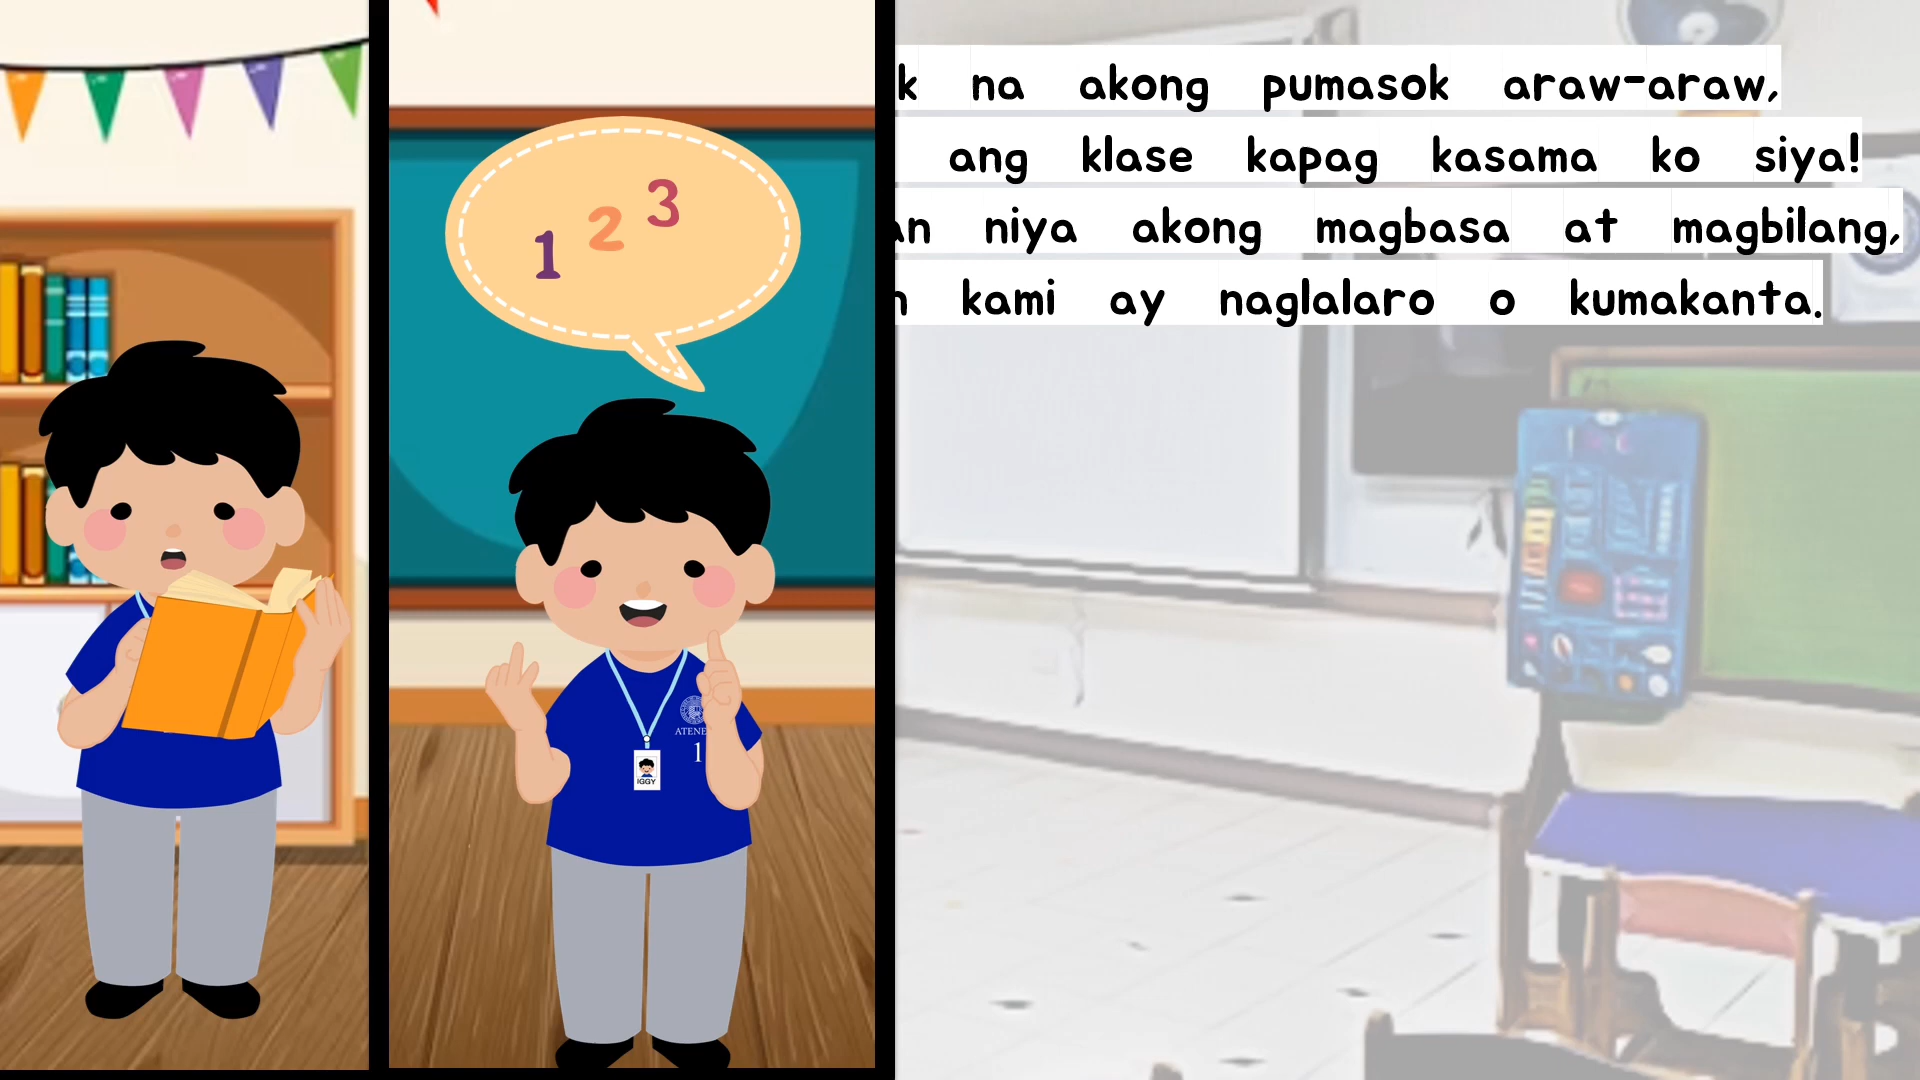 1 2 3
IGGY
na akong pumasok araw-araw,
ang klase kapag kasama ko siya!
niya akong magbasa at magbilang,
kami ay naglalaro o kumakanta.